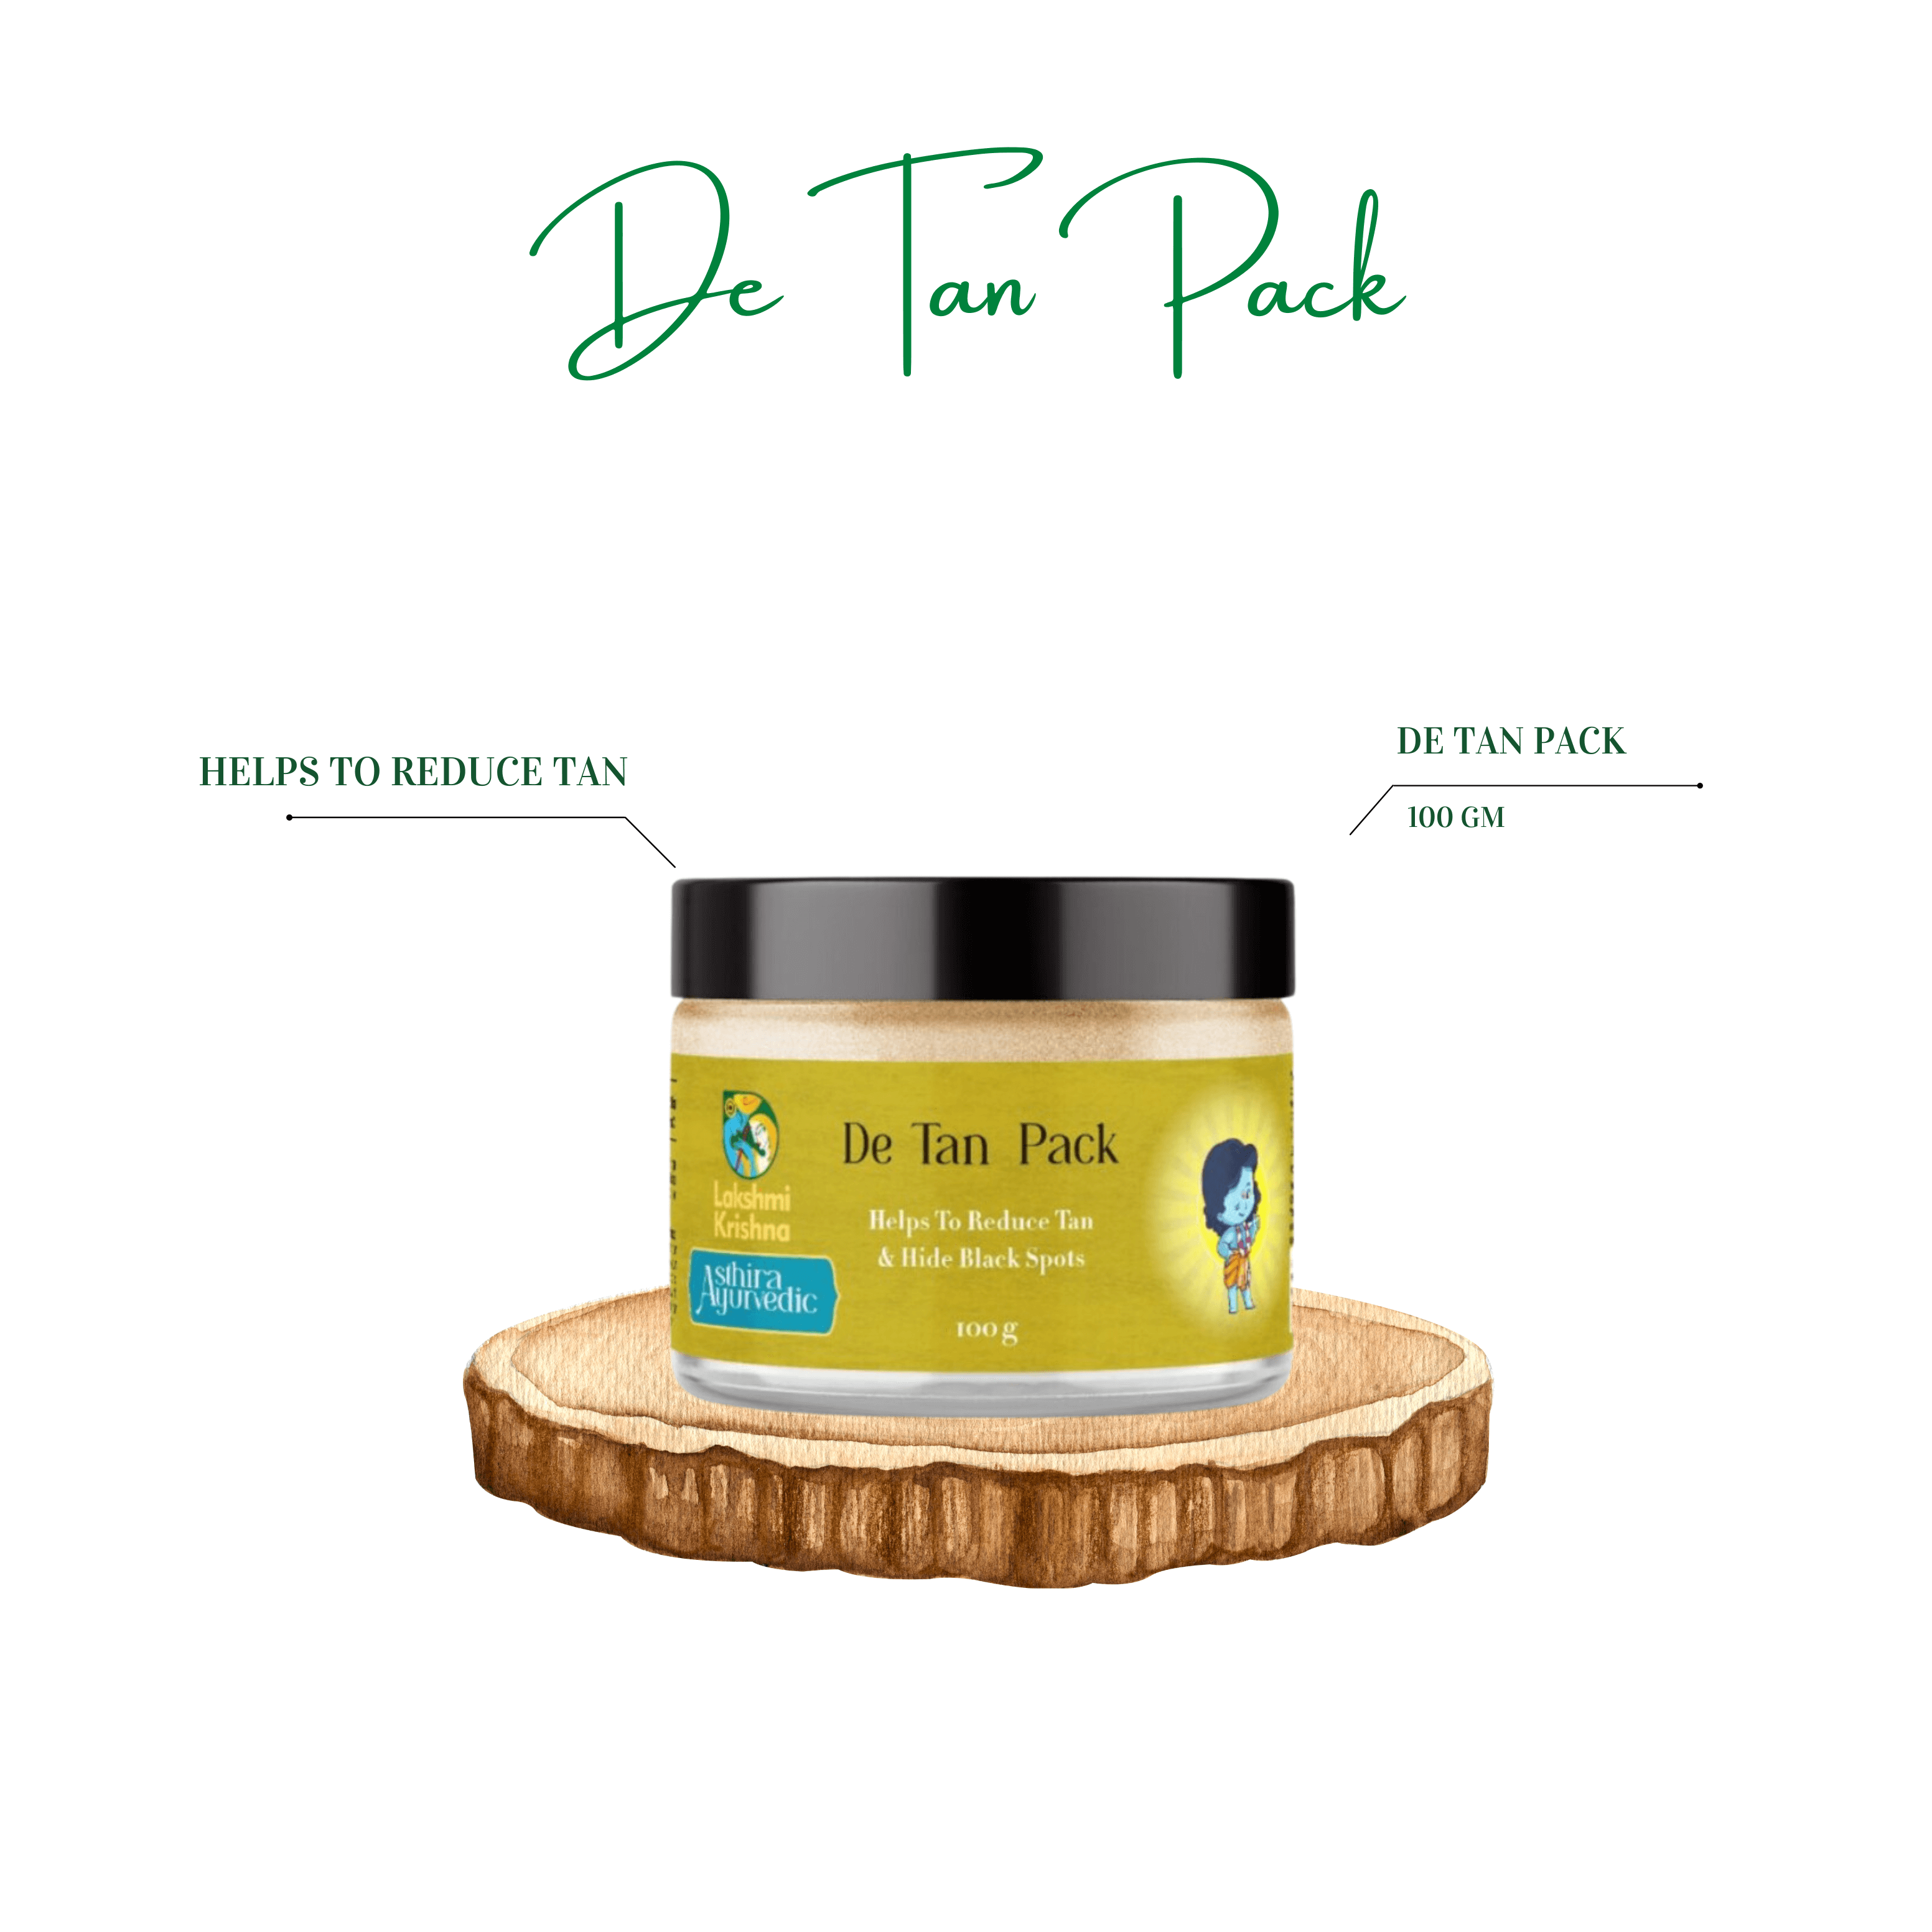 De Tan Pack
HELPS TO REDUCE TAN
DE TAN PACK
100 GM
Lakshmi
Krishna
Asthira
Ayurvedic
De Tan Pack
Helps To Reduce Tan
& Hide Black Spots
100 g